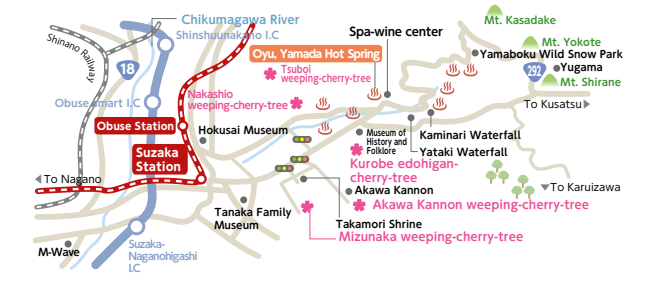 Chikumagawa River
Shinshuunakano I.C
Shinano Railway
18
Obuse smart I.C
Obuse Station
Suzaka
Station
To Nagano
M-Wave
Suzaka-
Naganohigashi
I.C
Spa-wine center
Oyu, Yamada Hot Spring
Tsuboi
weeping-cherry-tree
Nakashio
weeping-cherry-tree
Hokusai Museum
Tanaka Family
Museum
Mt. Kasadake
Mt. Yokote
Yamaboku Wild Snow Park
Yugama
292
Mt. Shirane
To Kusatsu
Kaminari Waterfall
Yataki Waterfall
Museum of
History and
Folklore
Kurobe edohigan-
cherry-tree
Akawa Kannon
Akawa Kannon weeping-cherry-tree
To Karuizawa
Takamori Shrine
Mizunaka weeping-cherry-tree